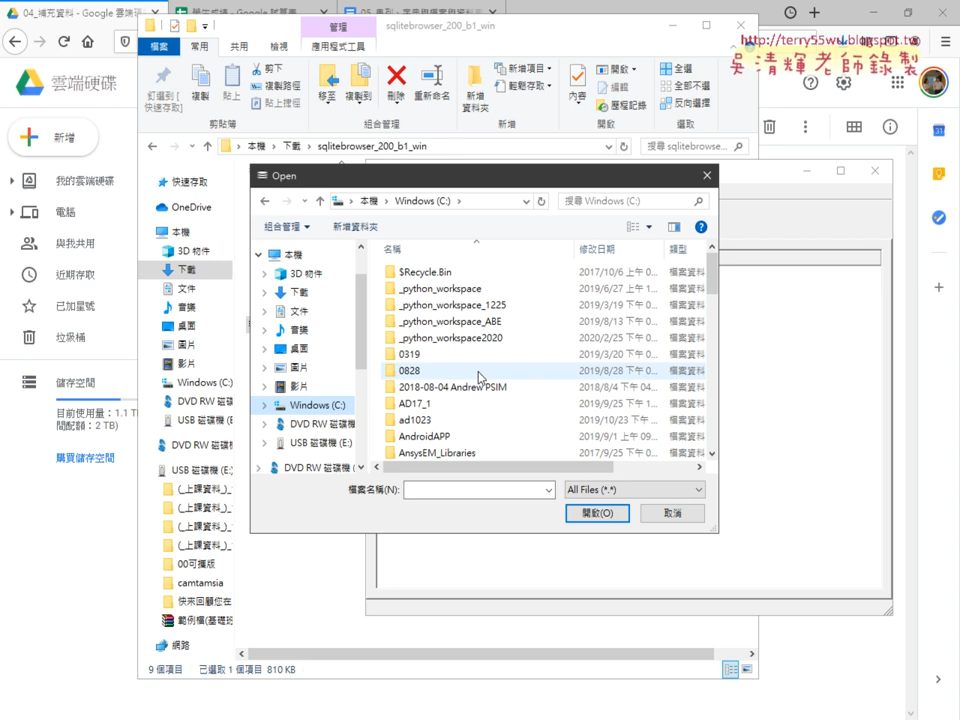 04_補充資料 - Google 雲端硬
sqlitebrowser_200_b1_win
管理
檔案
常用
共用
檢視
應用程式工具
http://terry55wu.blogspot.tw
吳清輝老師錄製
雲端硬碟
新增
我的雲端硬碟
電腦
與我共用
近期存取
已加星號
垃圾桶
儲存空間
目前使用量：1.1 T
間配額：2 TB)
購買儲存空間
釘選到 [
快速存取]
複製
貼上
剪下
複製路徑
貼上捷徑
剪貼簿
移至
複製到
刪除
重新命名
組合管理
新增
資料夾
新增項目
輕鬆存取
新增
內容
開啟
編輯
歷程記錄
開啟
全選
全部不選
反向選擇
選取
本機 › 下載 › sqlitebrowser_200_b1_win
搜尋 sqlitebrowse...
快速存取
OneDrive
本機
3D 物件
下載
文件
音樂
桌面
圖片
影片
Windows (C:)
DVD RW 磁碟
USB 磁碟機 (E
DVD RW 磁碟機
USB 磁碟機 (E:)
(_上課資料_)_
(_上課資料_)_
(_上課資料_)_
(_上課資料_)_
00可攜版
camtamsia
快來回顧您在
範例檔(基礎班
網路
9 個項目
已選取 1 個項目 810 KB
Open
本機 › Windows (C:) ›
搜尋 Windows (C:)
組合管理
新增資料夾
本機
3D 物件
下載
文件
音樂
桌面
圖片
影片
Windows (C:)
DVD RW 磁碟機
USB 磁碟機 (E:)
DVD RW 磁碟機 (
名稱
修改日期
類型
$Recycle.Bin 2017/10/6 上午 0... 檔案資料
_python_workspace 2019/6/27 上午 1... 檔案資料
_python_workspace_1225 2019/3/19 下午 0... 檔案資料
_python_workspace_ABE 2019/8/13 下午 0... 檔案資料
_python_workspace2020 2020/2/25 下午 0... 檔案資料
0319 2019/3/20 下午 0... 檔案資料
0828 2019/8/28 下午 0... 檔案資料
2018-08-04 Andrew PSIM 2018/8/4 下午 04... 檔案資料
AD17_1 2019/9/25 下午 1... 檔案資料
ad1023 2019/10/23 下午 ... 檔案資料
AndroidAPP 2019/9/1 上午 09... 檔案資料
AnsysEM_Libraries 2017/9/25 下午 0... 檔案資料
檔案名稱(N):
All Files (*.*)
開啟(O)
取消